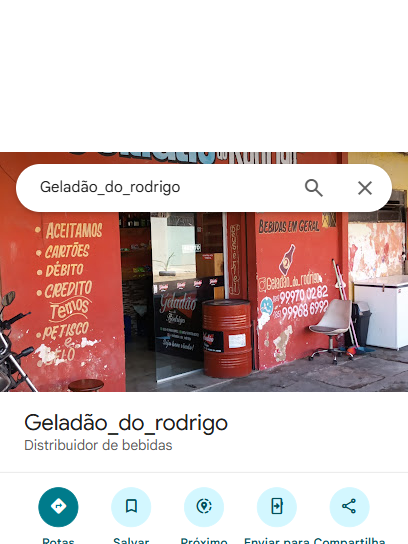 do Rodrigo
Geladão_do_rodrigo
• ACEITAMOS
• CARTÕES
• DÉBITO
• CREDITO
Temos
• PETISCO
e
GELO
BEBIDAS EM GERAL
Geladão
do Rodrigo
Geladão_do_rodrigo
99970 0282
99968 6992
Geladão_do_rodrigo
Distribuidor de bebidas
Rotas
Salvar
Próximo
Enviar para
Compartilha